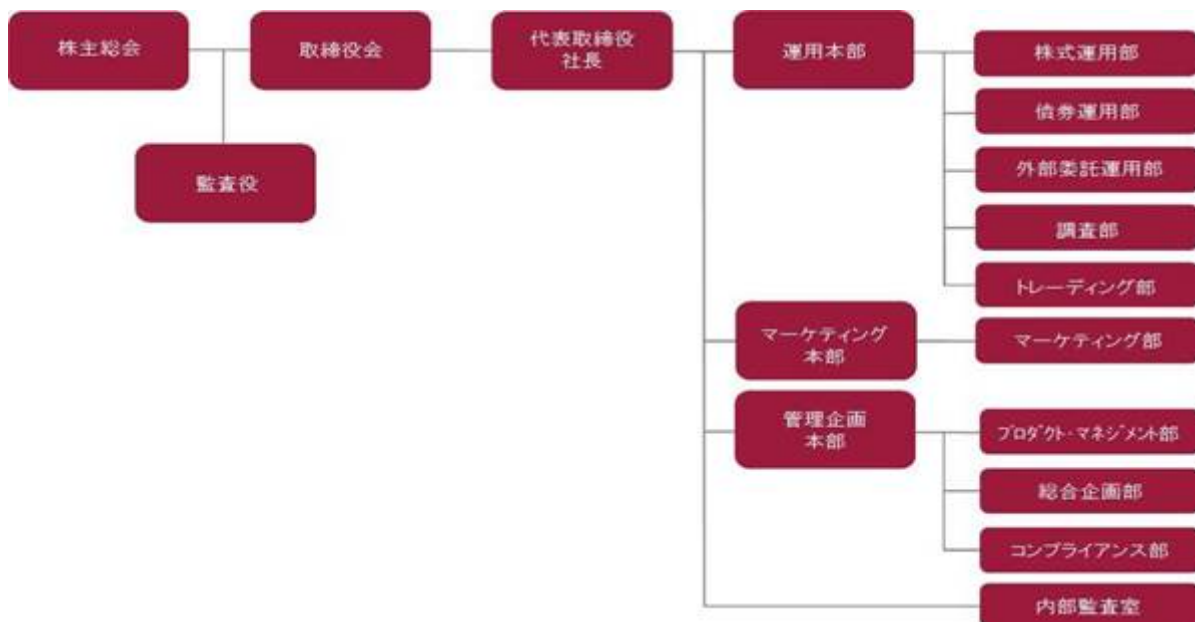 株主総会
取締役会
代表取締役
社長
運用本部
株式運用部
債券運用部
監査役
外部委託運用部
調査部
トレーディング部
マーケティング
本部
マーケティング部
管理企画
本部
プロダクト・マネジメント部
総合企画部
コンプライアンス部
内部監査室